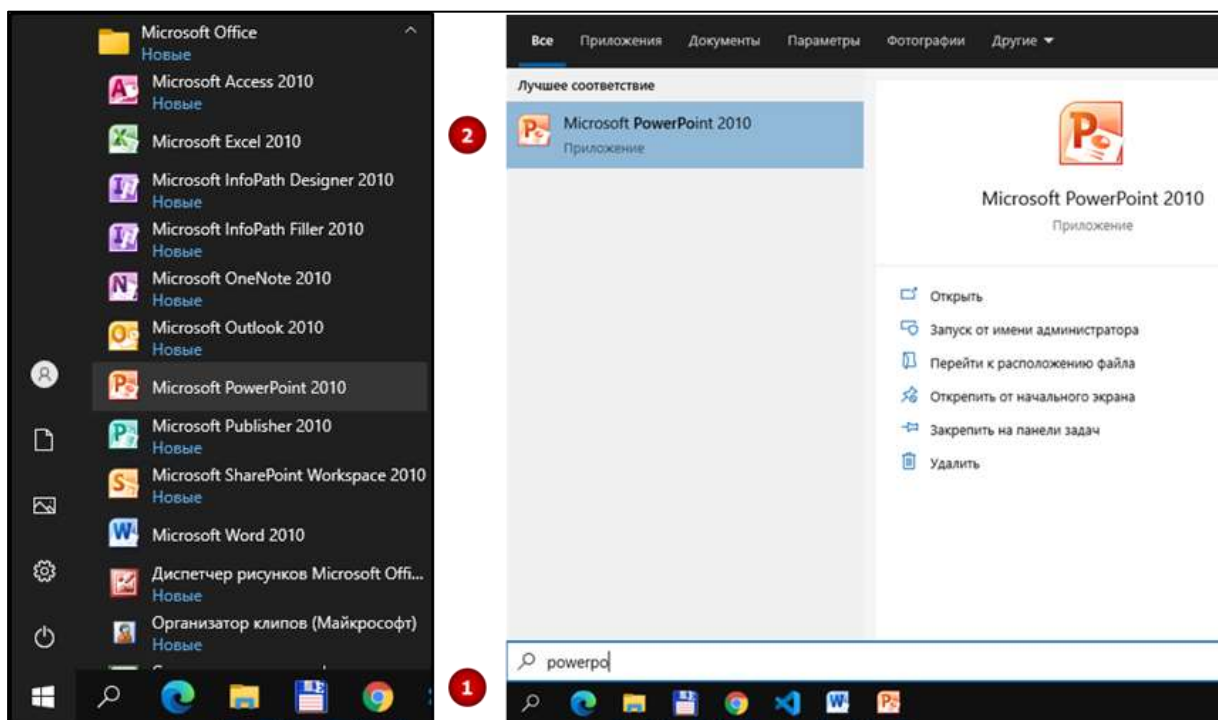 Microsoft Office
Новые
Microsoft Access 2010
Новые
Microsoft Excel 2010
Microsoft InfoPath Designer 2010
Новые
Microsoft InfoPath Filler 2010
Новые
Microsoft OneNote 2010
Новые
Microsoft Outlook 2010
Новые
Microsoft PowerPoint 2010
Microsoft Publisher 2010
Новые
Microsoft SharePoint Workspace 2010
Новые
Microsoft Word 2010
Диспетчер рисунков Microsoft Offi...
Новые
Организатор клипов (Майкрософт)
Новые
2
1
Все Приложения Документы Параметры Фотографии Другие
Лучшее соответствие
Microsoft PowerPoint 2010
Приложение
Microsoft PowerPoint 2010
Приложение
Открыть
Запуск от имени администратора
Перейти к расположению файла
Открепить от начального экрана
Закрепить на панели задач
Удалить
powerpo